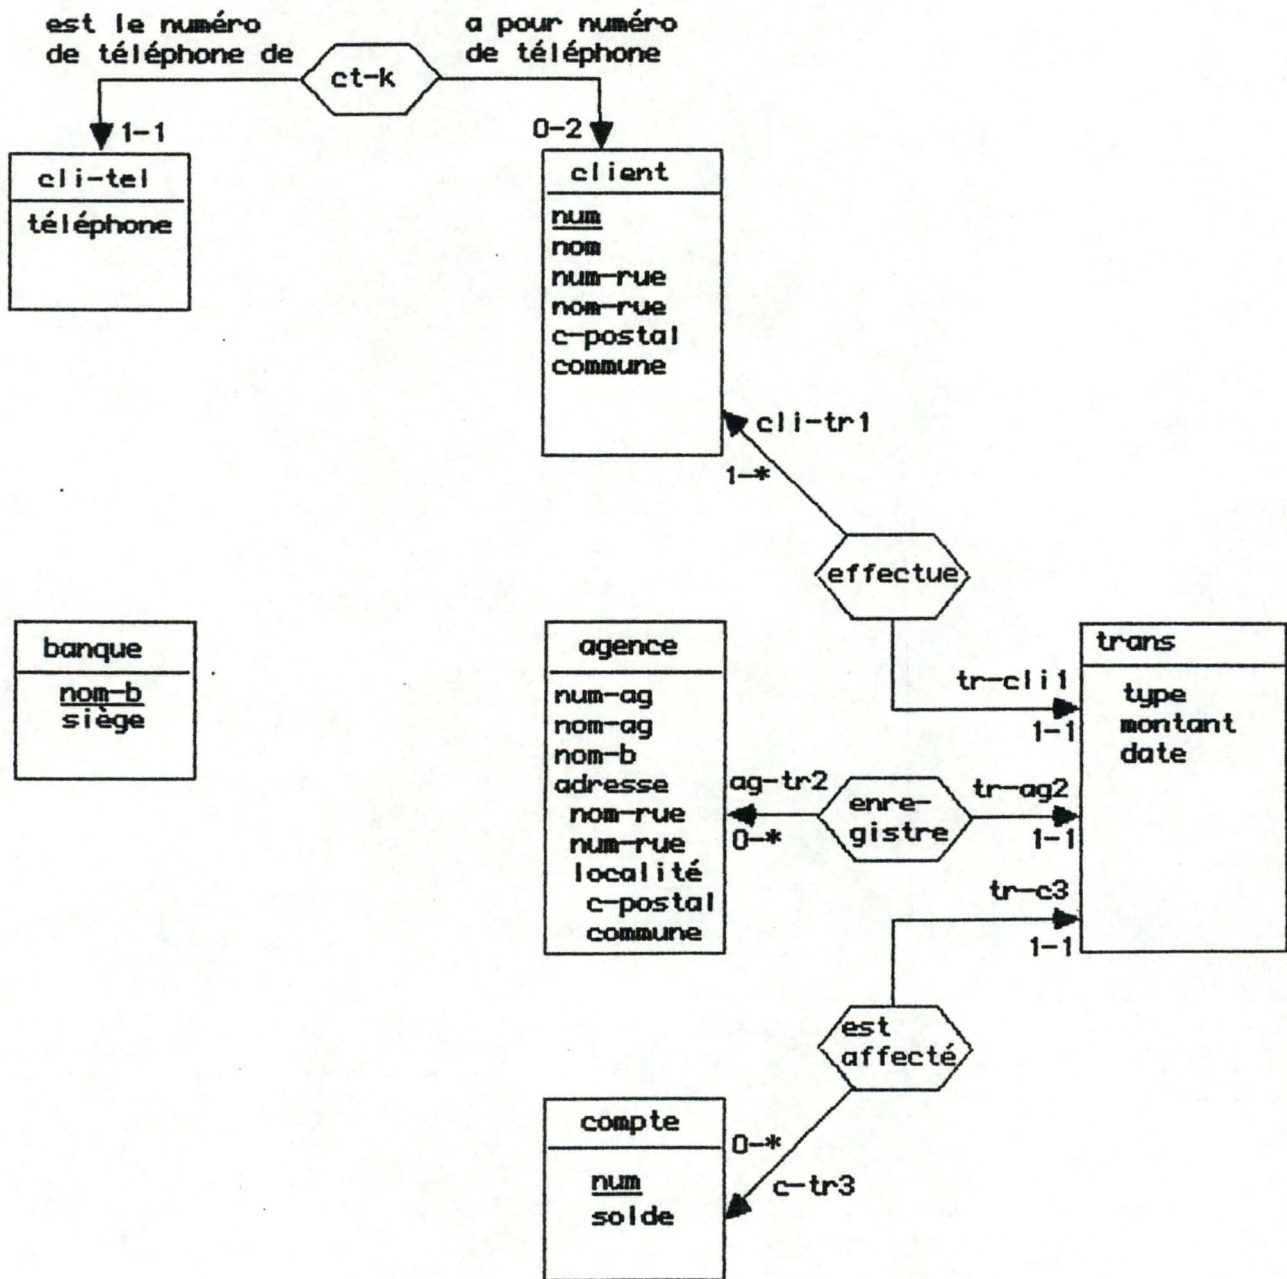 est le numéro
de téléphone de
a pour numéro
de téléphone
ct-k
1-1
0-2
cli-tel
téléphone
client
num
nom
num-rue
nom-rue
c-postal
commune
cli-tr1
1-*
effectue
banque
nom-b
siège
agence
num-ag
nom-ag
nom-b
adresse
nom-rue
num-rue
localité
c-postal
commune
trans
type
montant
date
tr-cli1
1-1
ag-tr2
0-*
enre-
gistre
tr-ag2
1-1
tr-c3
1-1
est
affecté
compte
num
solde
0-*
c-tr3